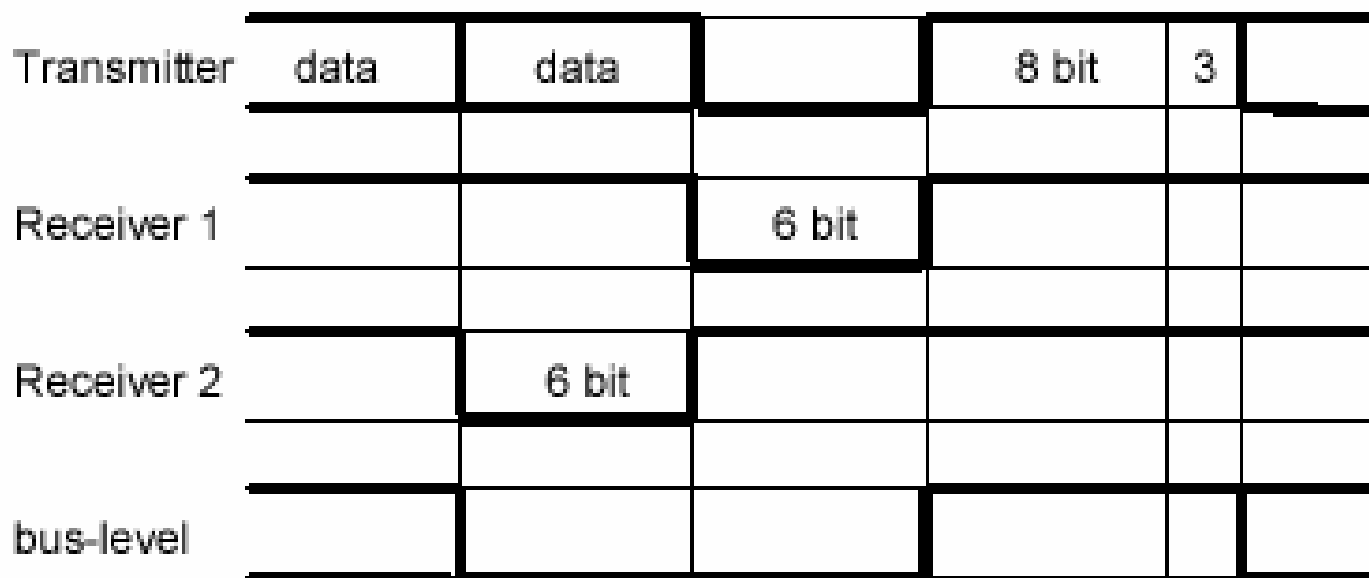 Transmitter data data 8 bit 3
Receiver 1 6 bit
Receiver 2 6 bit
bus-level